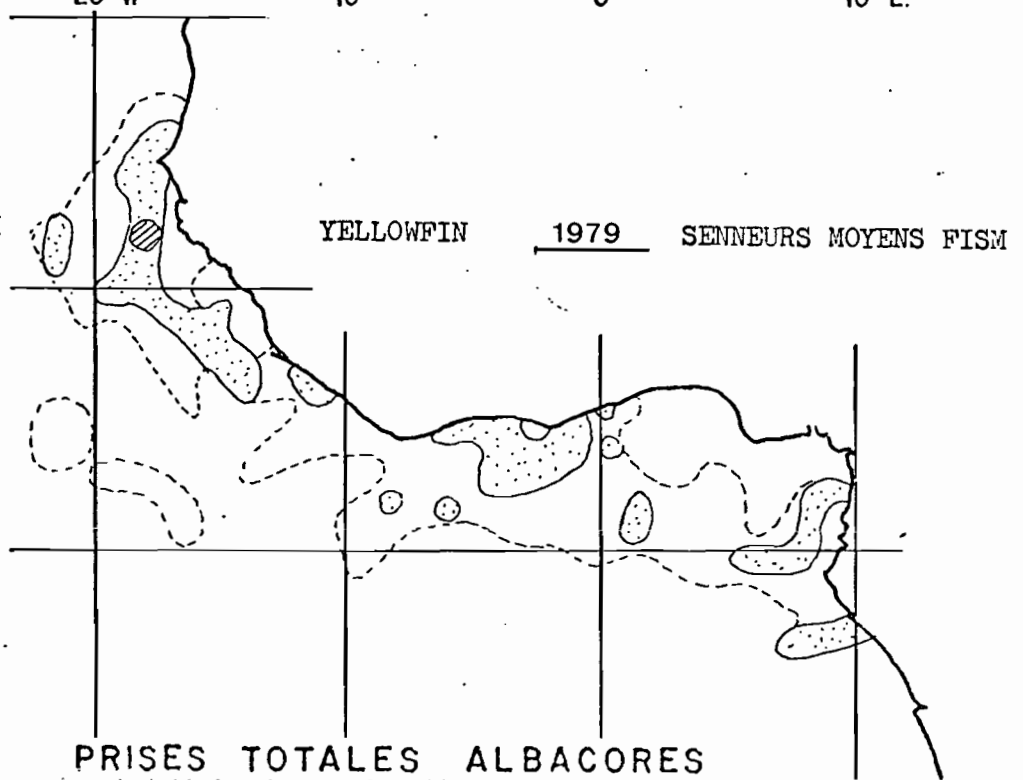 20 W 10 0 10 E.
YELLOWFIN 1979 SENNEURS MOYENS FISM
PRISES TOTALES ALBACORES